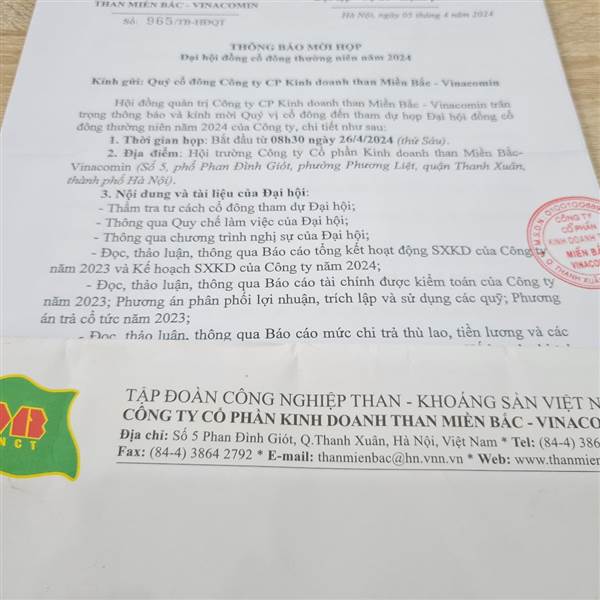 THAN MIỀN BẮC - VINACOMIN
Số: 965/TB-HĐQT
Hà Nội, ngày 05 tháng 4 năm 2024
THÔNG BÁO MỜI HỌP
Đại hội đồng cổ đông thường niên năm 2024
Kính gửi: Quý cổ đông Công ty CP Kinh doanh than Miền Bắc - Vinacomin
Hội đồng quản trị Công ty CP Kinh doanh than Miền Bắc - Vinacomin trân
trọng thông báo và kính mời Quý vị cổ đông đến tham dự họp Đại hội đồng cổ
đông thường niên năm 2024 của Công ty, chi tiết như sau:
1. Thời gian họp: Bắt đầu từ 08h30 ngày 26/4/2024 (thứ Sáu).
2. Địa điểm: Hội trường Công ty Cổ phần Kinh doanh than Miền Bắc-
Vinacomin (Số 5, phố Phan Đình Giót, phường Phương Liệt, quận Thanh Xuân,
thành phố Hà Nội).
3. Nội dung và tài liệu của Đại hội:
- Thẩm tra tư cách cổ đông tham dự Đại hội;
- Thông qua Quy chế làm việc của Đại hội;
- Thông qua chương trình nghị sự của Đại hội;
- Đọc, thảo luận, thông qua Báo cáo tổng kết hoạt động SXKD của Công ty
năm 2023 và Kế hoạch SXKD của Công ty năm 2024;
- Đọc, thảo luận, thông qua Báo cáo tài chính được kiểm toán của Công ty
năm 2023; Phương án phân phối lợi nhuận, trích lập và sử dụng các quỹ; Phương
án trả cổ tức năm 2023;
- Đọc, thảo luận, thông qua Báo cáo mức chi trả thù lao, tiền lương và các
CÔNG TY
CỔ PHẦN
KINH DOANH T
MIỀN BẮ
VINACOM
MB
NCT
TẬP ĐOÀN CÔNG NGHIỆP THAN - KHOÁNG SẢN VIỆT N
CÔNG TY CỔ PHẦN KINH DOANH THAN MIỀN BẮC - VINACO
Địa chỉ: Số 5 Phan Đình Giót, Q.Thanh Xuân, Hà Nội, Việt Nam * Tel: (84-4) 386
Fax: (84-4) 3864 2792 * E-mail: thanmienbac@hn.vnn.vn * Web: www.thanmien